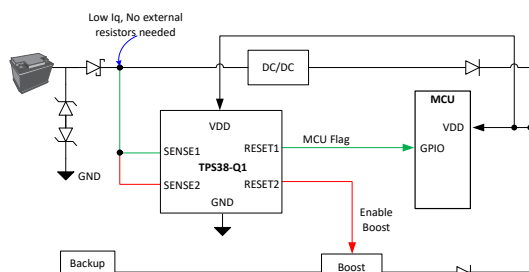 Low Iq, No external
resistors needed
DC/DC
MCU
VDD
VDD
SENSE1
RESET1
MCU Flag
GPIO
TPS38-Q1
GND
SENSE2
RESET2
GND
Enable
Boost
Backup
Boost